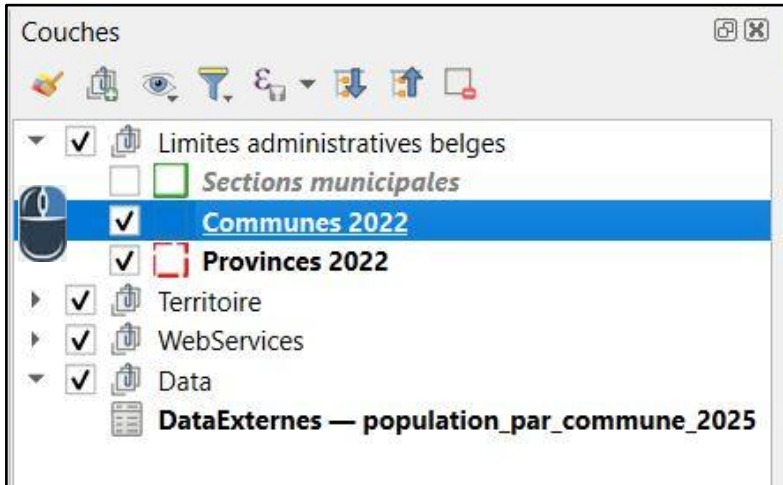 Couches
Limites administratives belges
Sections municipales
Communes 2022
Provinces 2022
Territoire
WebServices
Data
DataExternes — population_par_commune_2025